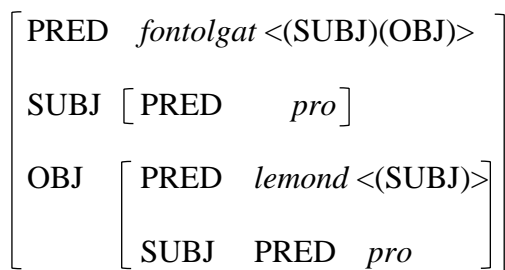 PRED fontolgat <(SUBJ)(OBJ)>
SUBJ [PRED pro]
OBJ [PRED lemond <(SUBJ)>
SUBJ PRED pro